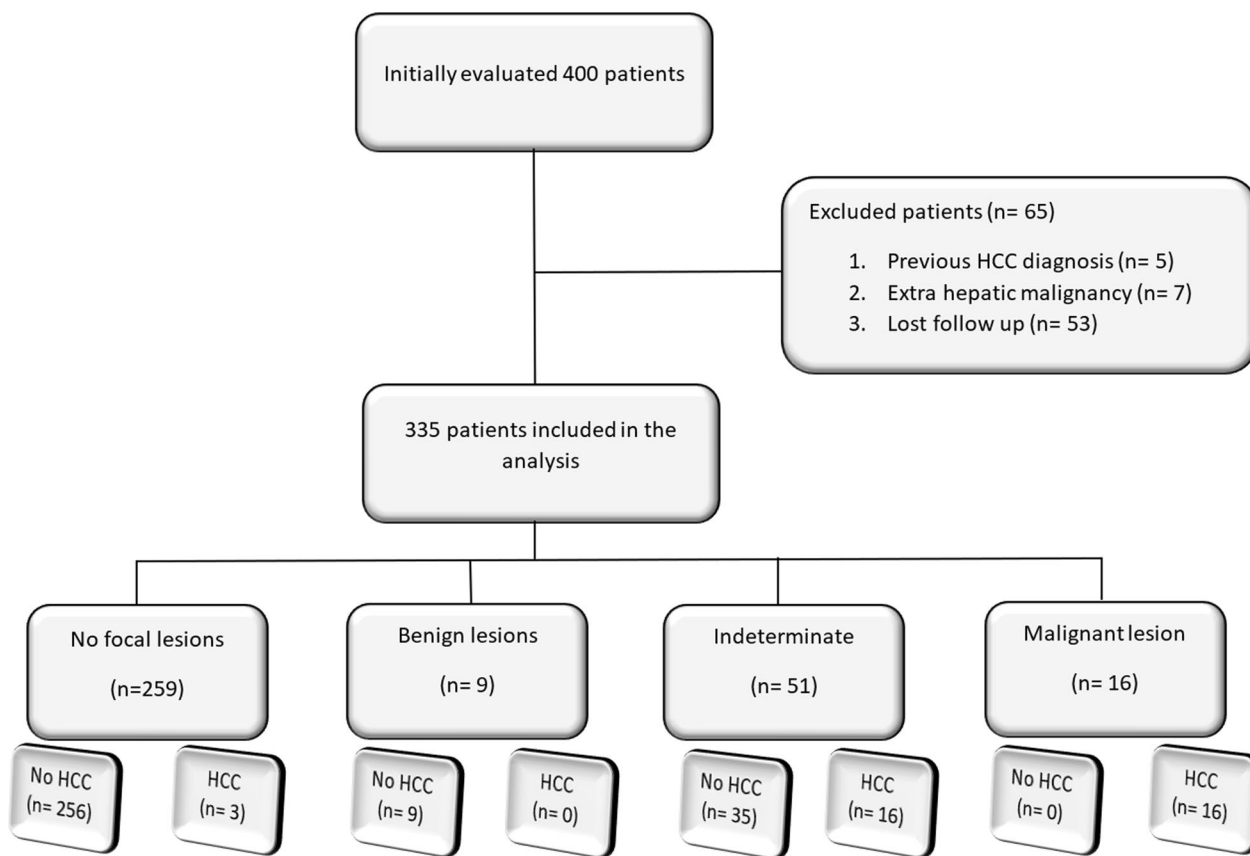 Initially evaluated 400 patients
Excluded patients (n= 65)
1. Previous HCC diagnosis (n= 5)
2. Extra hepatic malignancy (n= 7)
3. Lost follow up (n= 53)
335 patients included in the
analysis
No focal lesions
(n=259)
Benign lesions
(n= 9)
Indeterminate
(n= 51)
Malignant lesion
(n= 16)
No HCC
(n= 256)
HCC
(n= 3)
No HCC
(n= 9)
HCC
(n= 0)
No HCC
(n= 35)
HCC
(n= 16)
No HCC
(n= 0)
HCC
(n= 16)